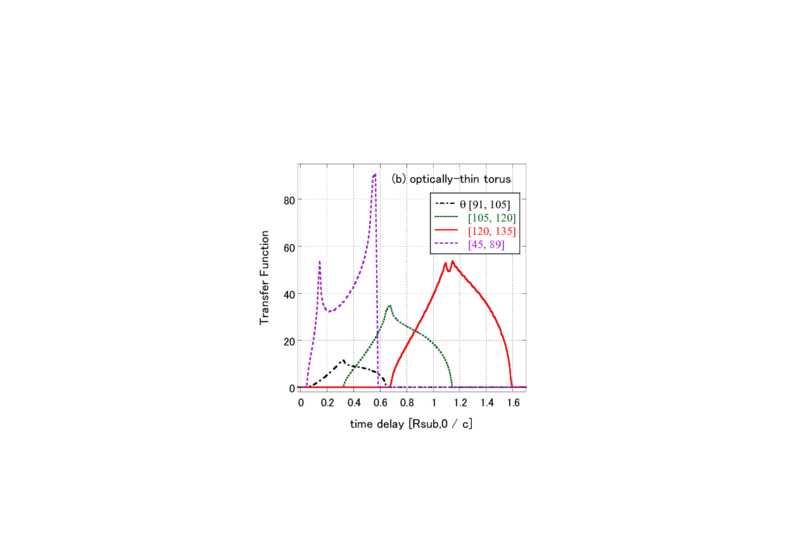 (b) optically-thin torus
80
60
40
20
0
Transfer Function
θ [91, 105]
[105, 120]
[120, 135]
[45, 89]
0 0.2 0.4 0.6 0.8 1 1.2 1.4 1.6
time delay [Rsub,0 / c]